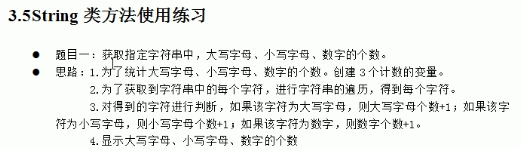 3.5String 类方法使用练习
● 题目一：获取指定字符串中，大写字母、小写字母、数字的个数。
● 思路：1.为了统计大写字母、小写字母、数字的个数。创建 3 个计数的变量。
2.为了获取到字符串中的每个字符，进行字符串的遍历，得到每个字符。
3.对得到的字符进行判断，如果该字符为大写字母，则大写字母个数+1；如果该字
符为小写字母，则小写字母个数+1；如果该字符为数字，则数字个数+1。
4.显示大写字母、小写字母、数字的个数